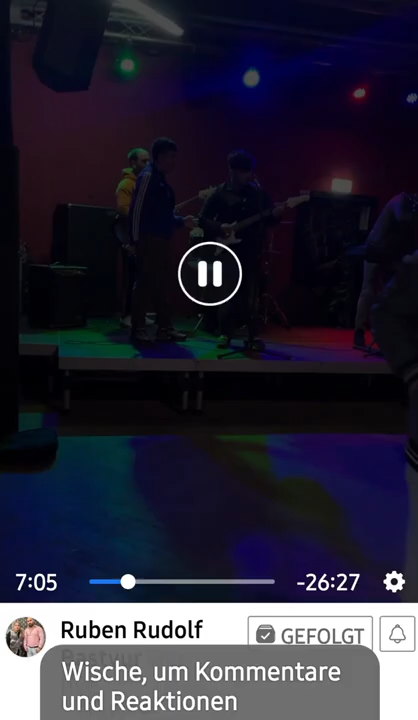 7:05
-26:27
Ruben Rudolf
GEFOLGT
Wische, um Kommentare
und Reaktionen